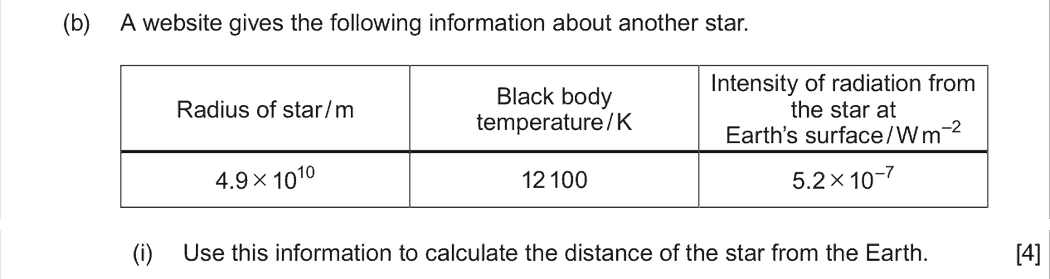 (b) A website gives the following information about another star.
Radius of star/m
Black body
temperature/K
Intensity of radiation from
the star at
Earth's surface/W m⁻²
4.9 × 10¹⁰
12 100
5.2 × 10⁻⁷
(i) Use this information to calculate the distance of the star from the Earth. [4]